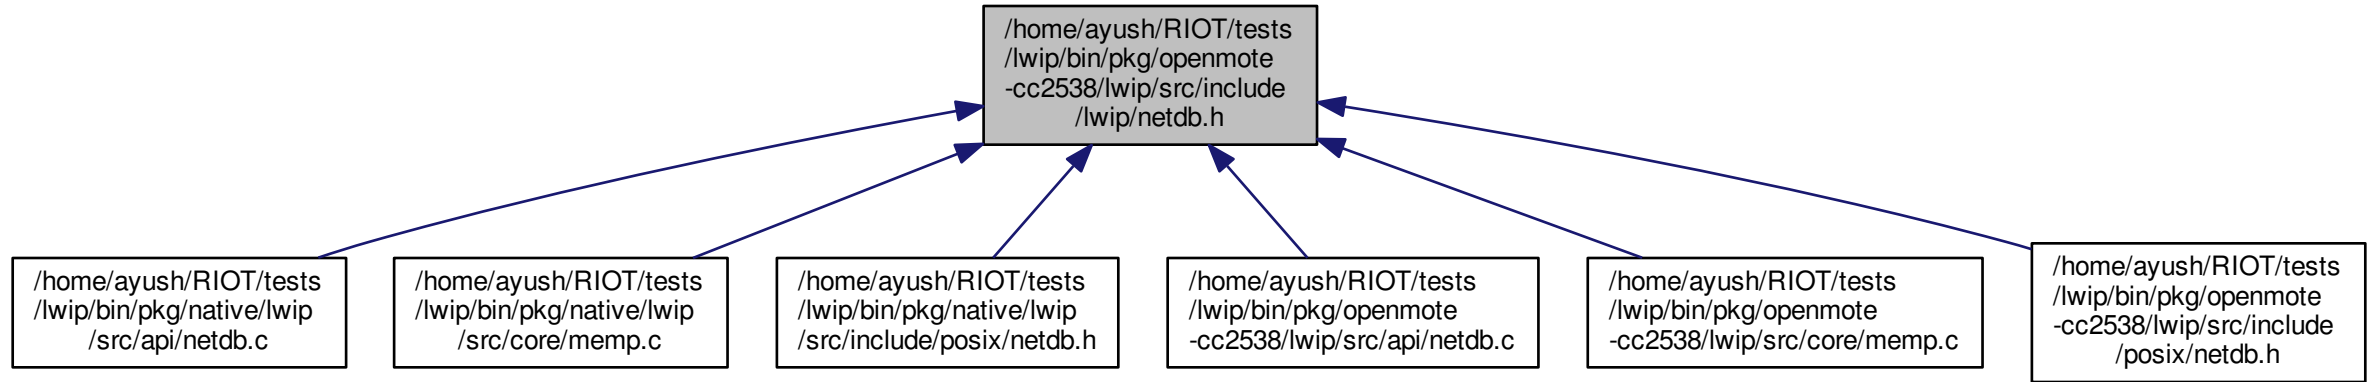 /home/ayush/RIOT/tests
/lwip/bin/pkg/openmote
-cc2538/lwip/src/include
/lwip/netdb.h
/home/ayush/RIOT/tests
/lwip/bin/pkg/native/lwip
/src/api/netdb.c
/home/ayush/RIOT/tests
/lwip/bin/pkg/native/lwip
/src/core/memp.c
/home/ayush/RIOT/tests
/lwip/bin/pkg/native/lwip
/src/include/posix/netdb.h
/home/ayush/RIOT/tests
/lwip/bin/pkg/openmote
-cc2538/lwip/src/api/netdb.c
/home/ayush/RIOT/tests
/lwip/bin/pkg/openmote
-cc2538/lwip/src/core/memp.c
/home/ayush/RIOT/tests
/lwip/bin/pkg/openmote
-cc2538/lwip/src/include
/posix/netdb.h